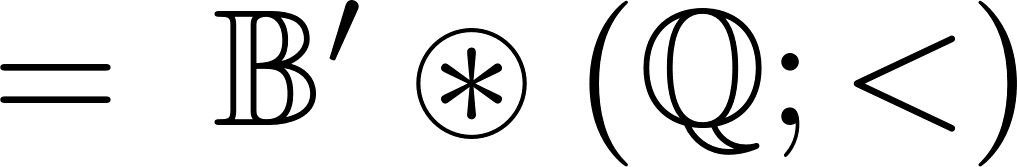 = 𝔹′ ⊛ (ℚ; <)